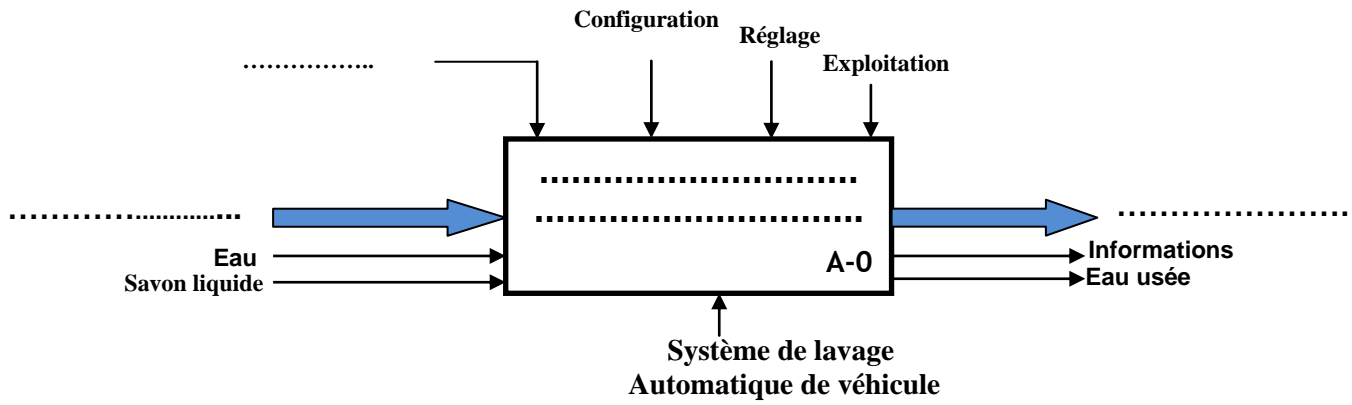 Configuration
Réglage
Exploitation
……………..
....................................
....................................
………………............
.......................
A-0
Eau
Savon liquide
Informations
Eau usée
Système de lavage
Automatique de véhicule